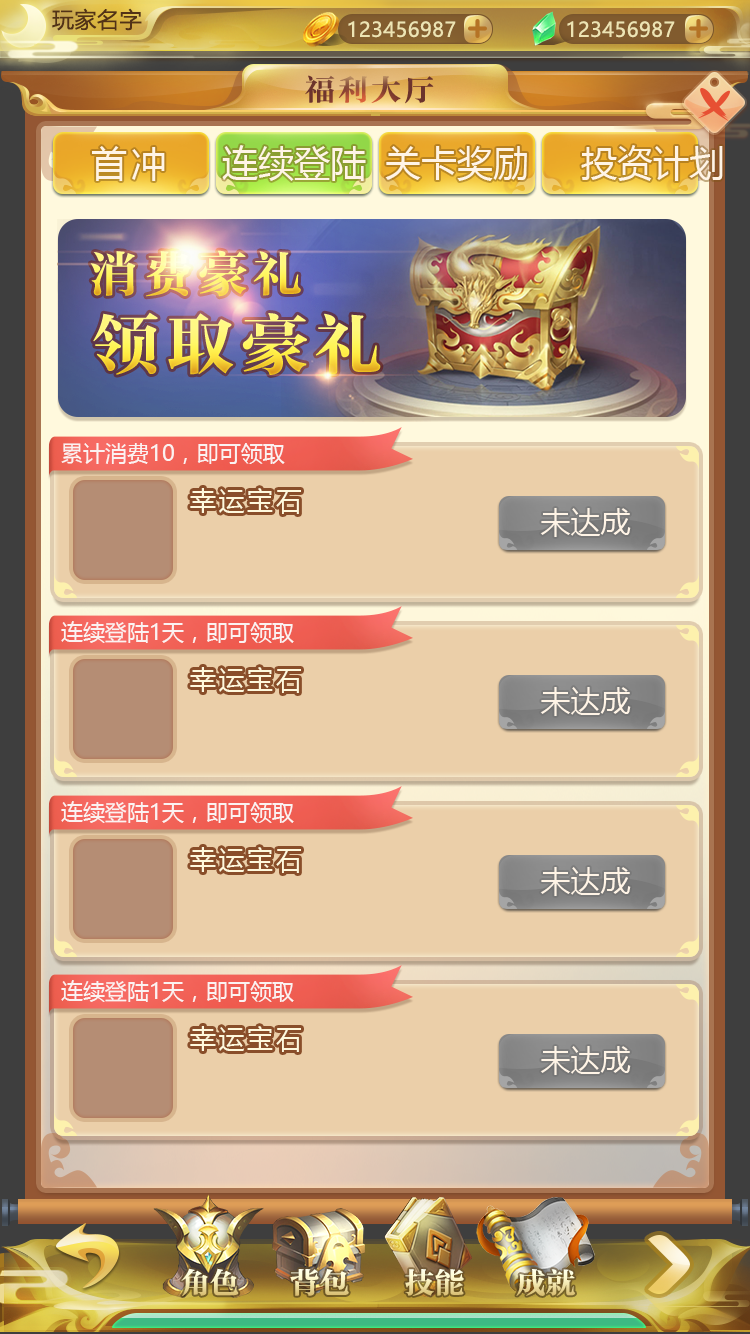 玩家名字
123456987
123456987
福利大厅
首冲
连续登陆
关卡奖励
投资计划
消费豪礼
领取豪礼
累计消费10，即可领取
幸运宝石
未达成
连续登陆1天，即可领取
幸运宝石
未达成
连续登陆1天，即可领取
幸运宝石
未达成
连续登陆1天，即可领取
幸运宝石
未达成
角色
背包
技能
成就